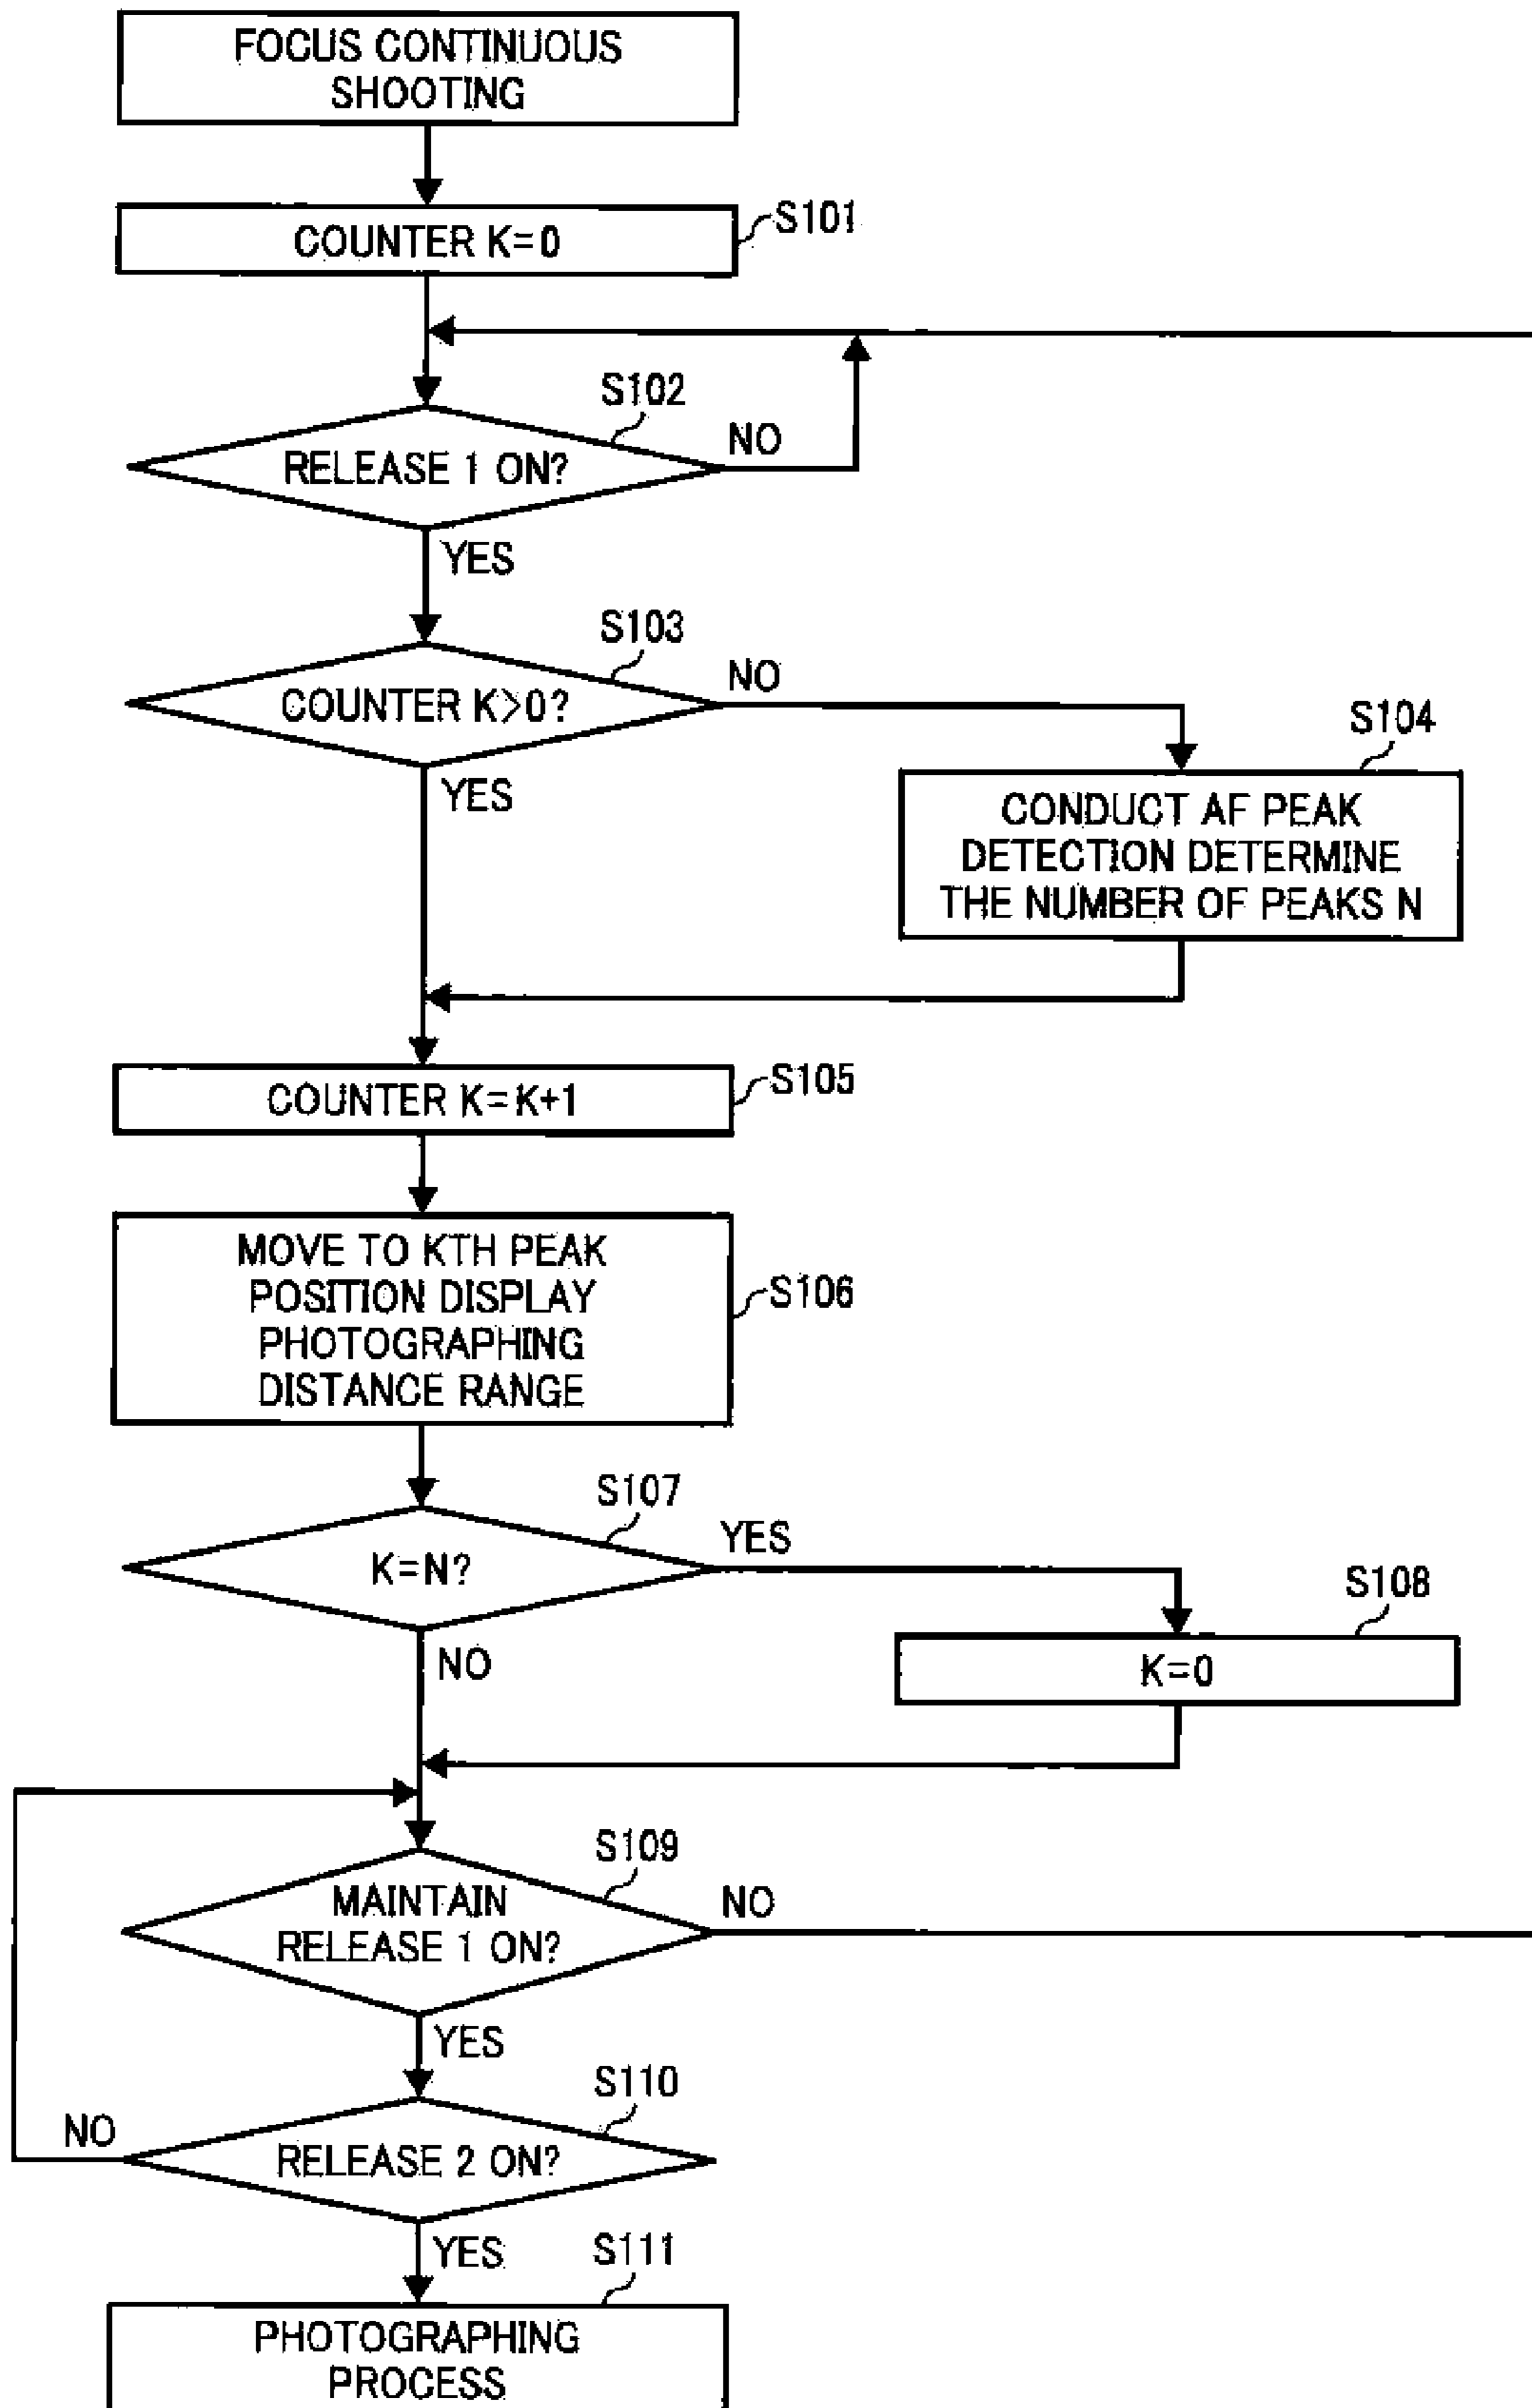 FOCUS CONTINUOUS
SHOOTING
S101
COUNTER K=0
S102
RELEASE 1 ON?
NO
YES
S103
COUNTER K>0?
NO
YES
S104
CONDUCT AF PEAK
DETECTION DETERMINE
THE NUMBER OF PEAKS N
S105
COUNTER K=K+1
S106
MOVE TO KTH PEAK
POSITION DISPLAY
PHOTOGRAPHING
DISTANCE RANGE
S107
K=N?
YES
NO
S108
K=0
S109
MAINTAIN
RELEASE 1 ON?
NO
YES
S110
RELEASE 2 ON?
NO
YES
S111
PHOTOGRAPHING
PROCESS